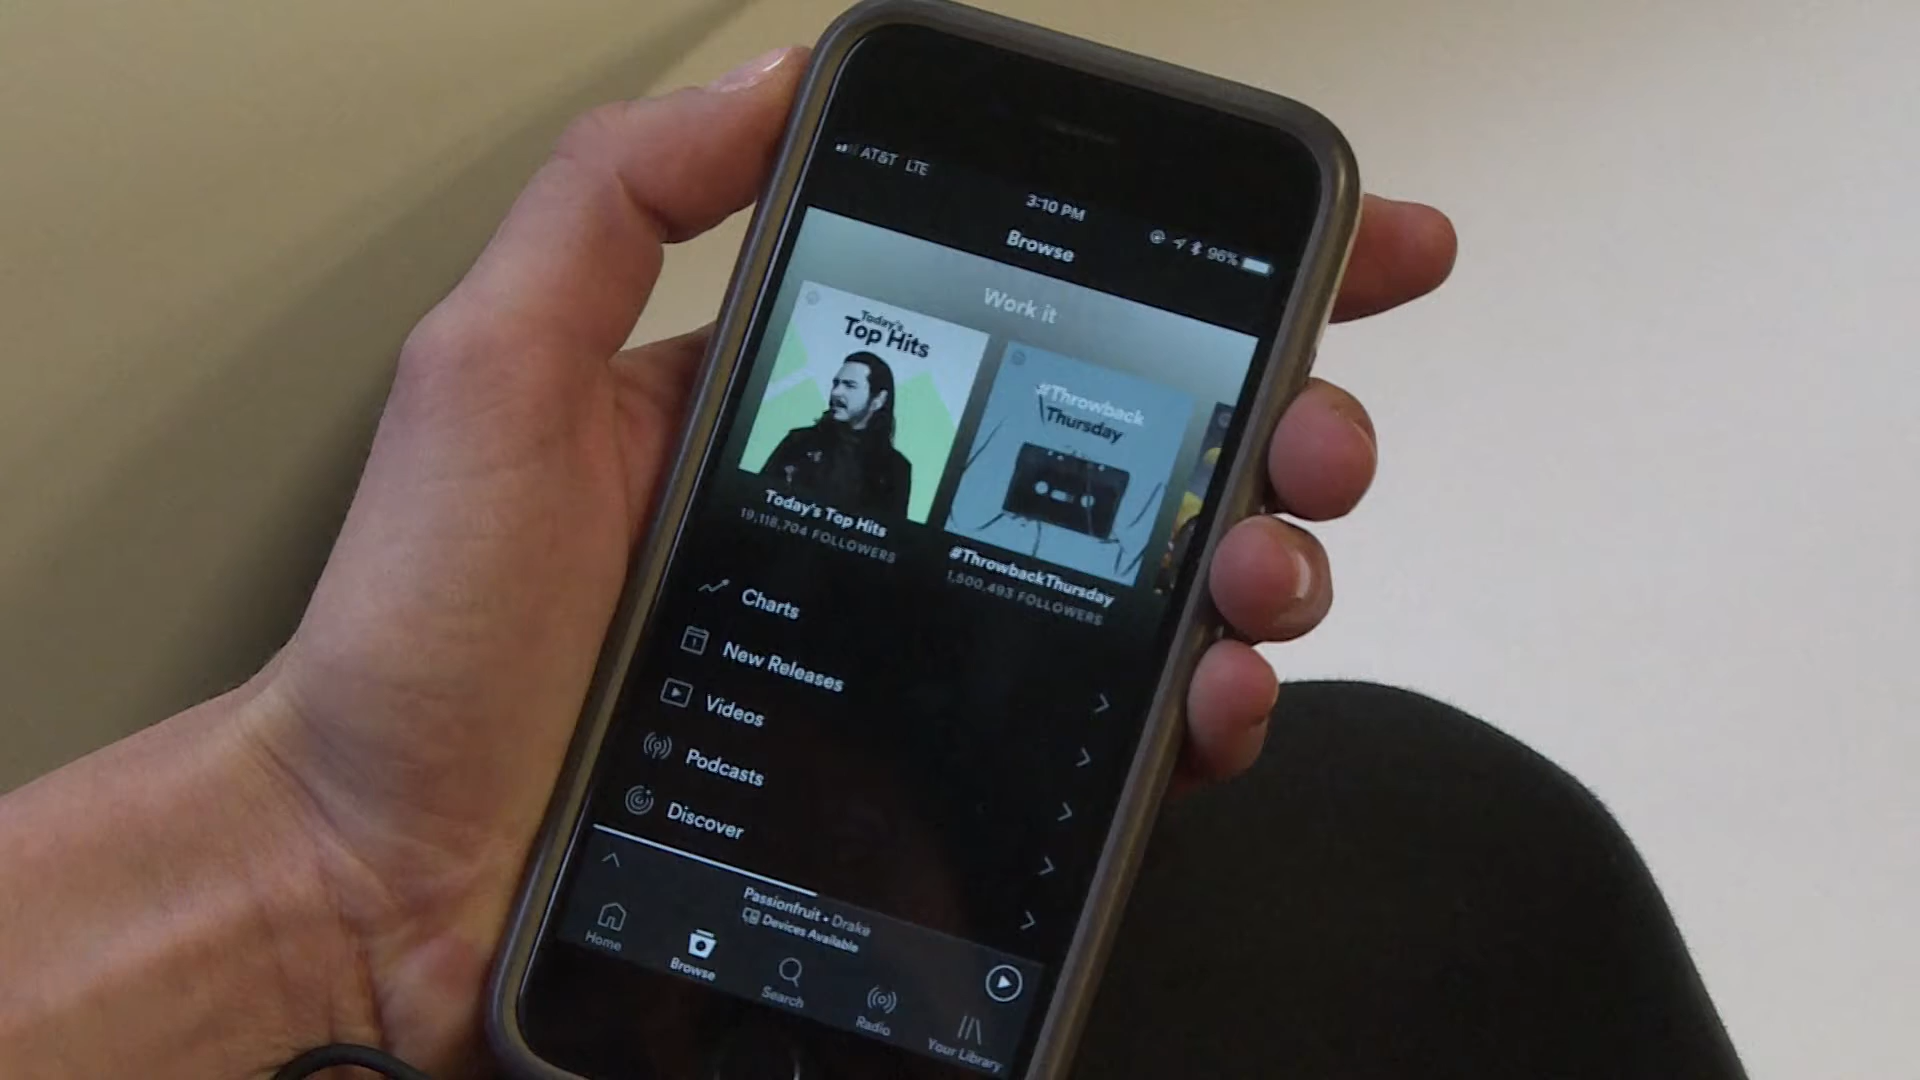 AT&T LTE
3:10 PM
96%
Browse
Work it
Today's
Top Hits
#Throwback
Thursday
Today's Top Hits
19,118,704 FOLLOWERS
#ThrowbackThursday
1,500,493 FOLLOWERS
Charts
New Releases
Videos
Podcasts
Discover
Passionfruit • Drake
Devices Available
Home
Browse
Search
Radio
Your Library